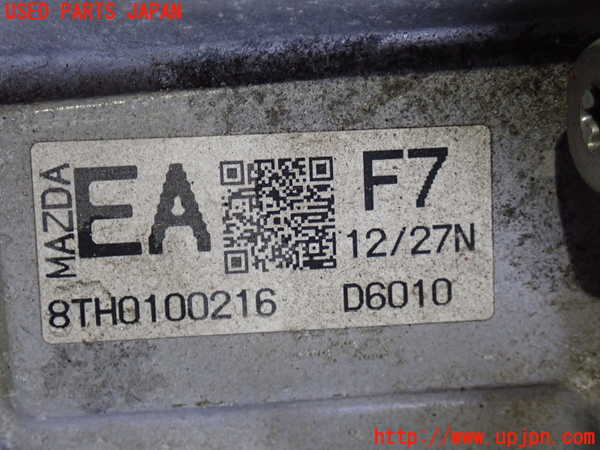 USED PARTS JAPAN
MAZDA
EA
F7
12/27N
8TH0100216 D6010
http://www.upjpn.com/